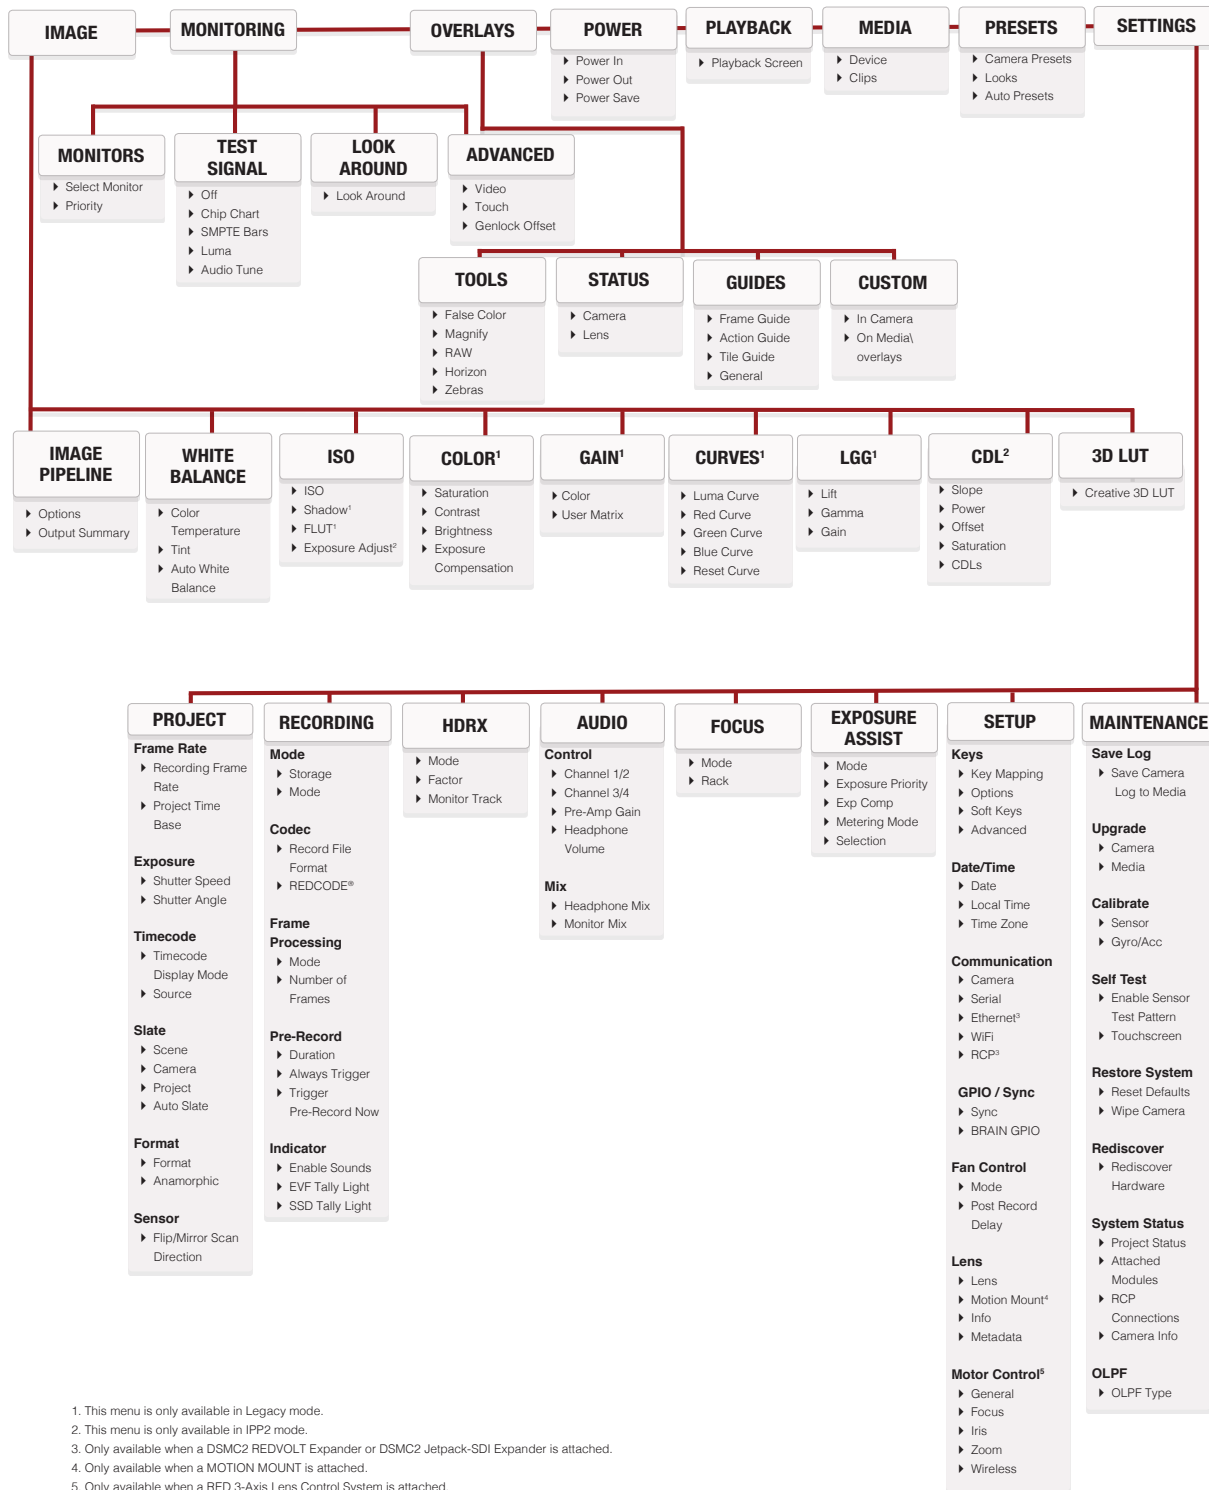 IMAGE
MONITORING
OVERLAYS
POWER
Power In
Power Out
Power Save
PLAYBACK
Playback Screen
MEDIA
Device
Clips
PRESETS
Camera Presets
Looks
Auto Presets
SETTINGS
MONITORS
Select Monitor
Priority
TEST
SIGNAL
Off
Chip Chart
SMPTE Bars
Luma
Audio Tune
LOOK
AROUND
Look Around
ADVANCED
Video
Touch
Genlock Offset
TOOLS
False Color
Magnify
RAW
Horizon
Zebras
STATUS
Camera
Lens
GUIDES
Frame Guide
Action Guide
Tile Guide
General
CUSTOM
In Camera
On Media\
overlays
IMAGE
PIPELINE
Options
Output Summary
WHITE
BALANCE
Color
Temperature
Tint
Auto White
Balance
ISO
ISO
Shadow¹
FLUT¹
Exposure Adjust²
COLOR¹
Saturation
Contrast
Brightness
Exposure
Compensation
GAIN¹
Color
User Matrix
CURVES¹
Luma Curve
Red Curve
Green Curve
Blue Curve
Reset Curve
LGG¹
Lift
Gamma
Gain
CDL²
Slope
Power
Offset
Saturation
CDLs
3D LUT
Creative 3D LUT
PROJECT
Frame Rate
Recording Frame
Rate
Project Time
Base
Exposure
Shutter Speed
Shutter Angle
Timecode
Timecode
Display Mode
Source
Slate
Scene
Camera
Project
Auto Slate
Format
Format
Anamorphic
Sensor
Flip/Mirror Scan
Direction
RECORDING
Mode
Storage
Mode
Codec
Record File
Format
REDCODE®
Frame
Processing
Mode
Number of
Frames
Pre-Record
Duration
Always Trigger
Trigger
Pre-Record Now
Indicator
Enable Sounds
EVF Tally Light
SSD Tally Light
HDRX
Mode
Factor
Monitor Track
AUDIO
Control
Channel 1/2
Channel 3/4
Pre-Amp Gain
Headphone
Volume
Mix
Headphone Mix
Monitor Mix
FOCUS
Mode
Rack
EXPOSURE
ASSIST
Mode
Exposure Priority
Exp Comp
Metering Mode
Selection
SETUP
Keys
Key Mapping
Options
Soft Keys
Advanced
Date/Time
Date
Local Time
Time Zone
Communication
Camera
Serial
Ethernet³
WiFi
RCP³
GPIO / Sync
Sync
BRAIN GPIO
Fan Control
Mode
Post Record
Delay
Lens
Lens
Motion Mount⁴
Info
Metadata
Motor Control⁵
General
Focus
Iris
Zoom
Wireless
MAINTENANCE
Save Log
Save Camera
Log to Media
Upgrade
Camera
Media
Calibrate
Sensor
Gyro/Acc
Self Test
Enable Sensor
Test Pattern
Touchscreen
Restore System
Reset Defaults
Wipe Camera
Rediscover
Rediscover
Hardware
System Status
Project Status
Attached
Modules
RCP
Connections
Camera Info
OLPF
OLPF Type
1. This menu is only available in Legacy mode.
2. This menu is only available in IPP2 mode.
3. Only available when a DSMC2 REDVOLT Expander or DSMC2 Jetpack-SDI Expander is attached.
4. Only available when a MOTION MOUNT is attached.
5. Only available when a RED 3-Axis Lens Control System is attached.